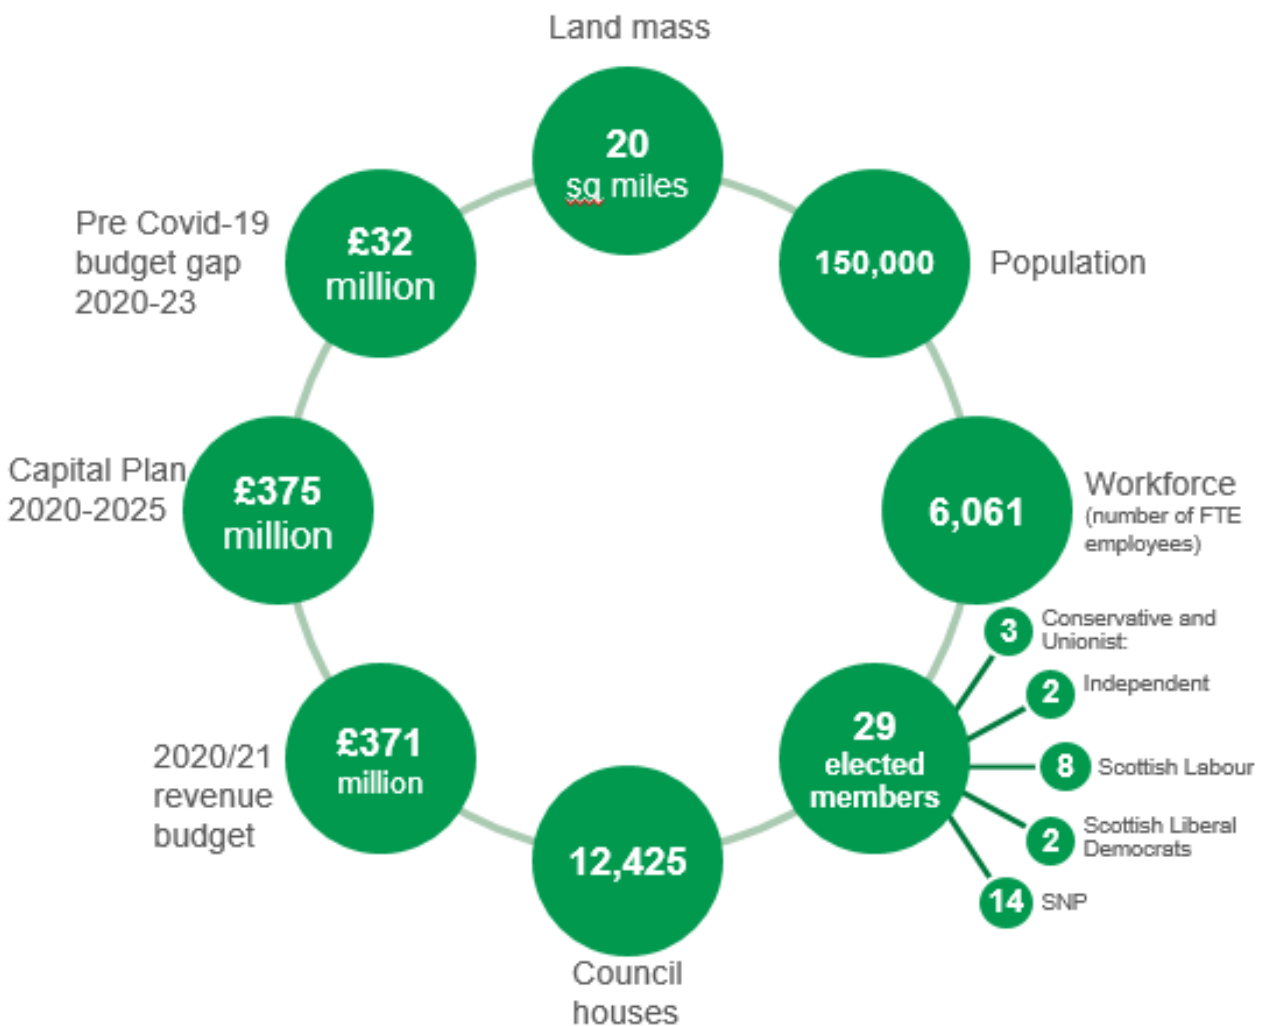 Land mass
20
sq miles
150,000
Population
6,061
Workforce
(number of FTE
employees)
29
elected
members
3
Conservative and
Unionist:
2
Independent
8
Scottish Labour
2
Scottish Liberal
Democrats
14
SNP
12,425
Council
houses
£371
million
2020/21
revenue
budget
£375
million
Capital Plan
2020-2025
£32
million
Pre Covid-19
budget gap
2020-23